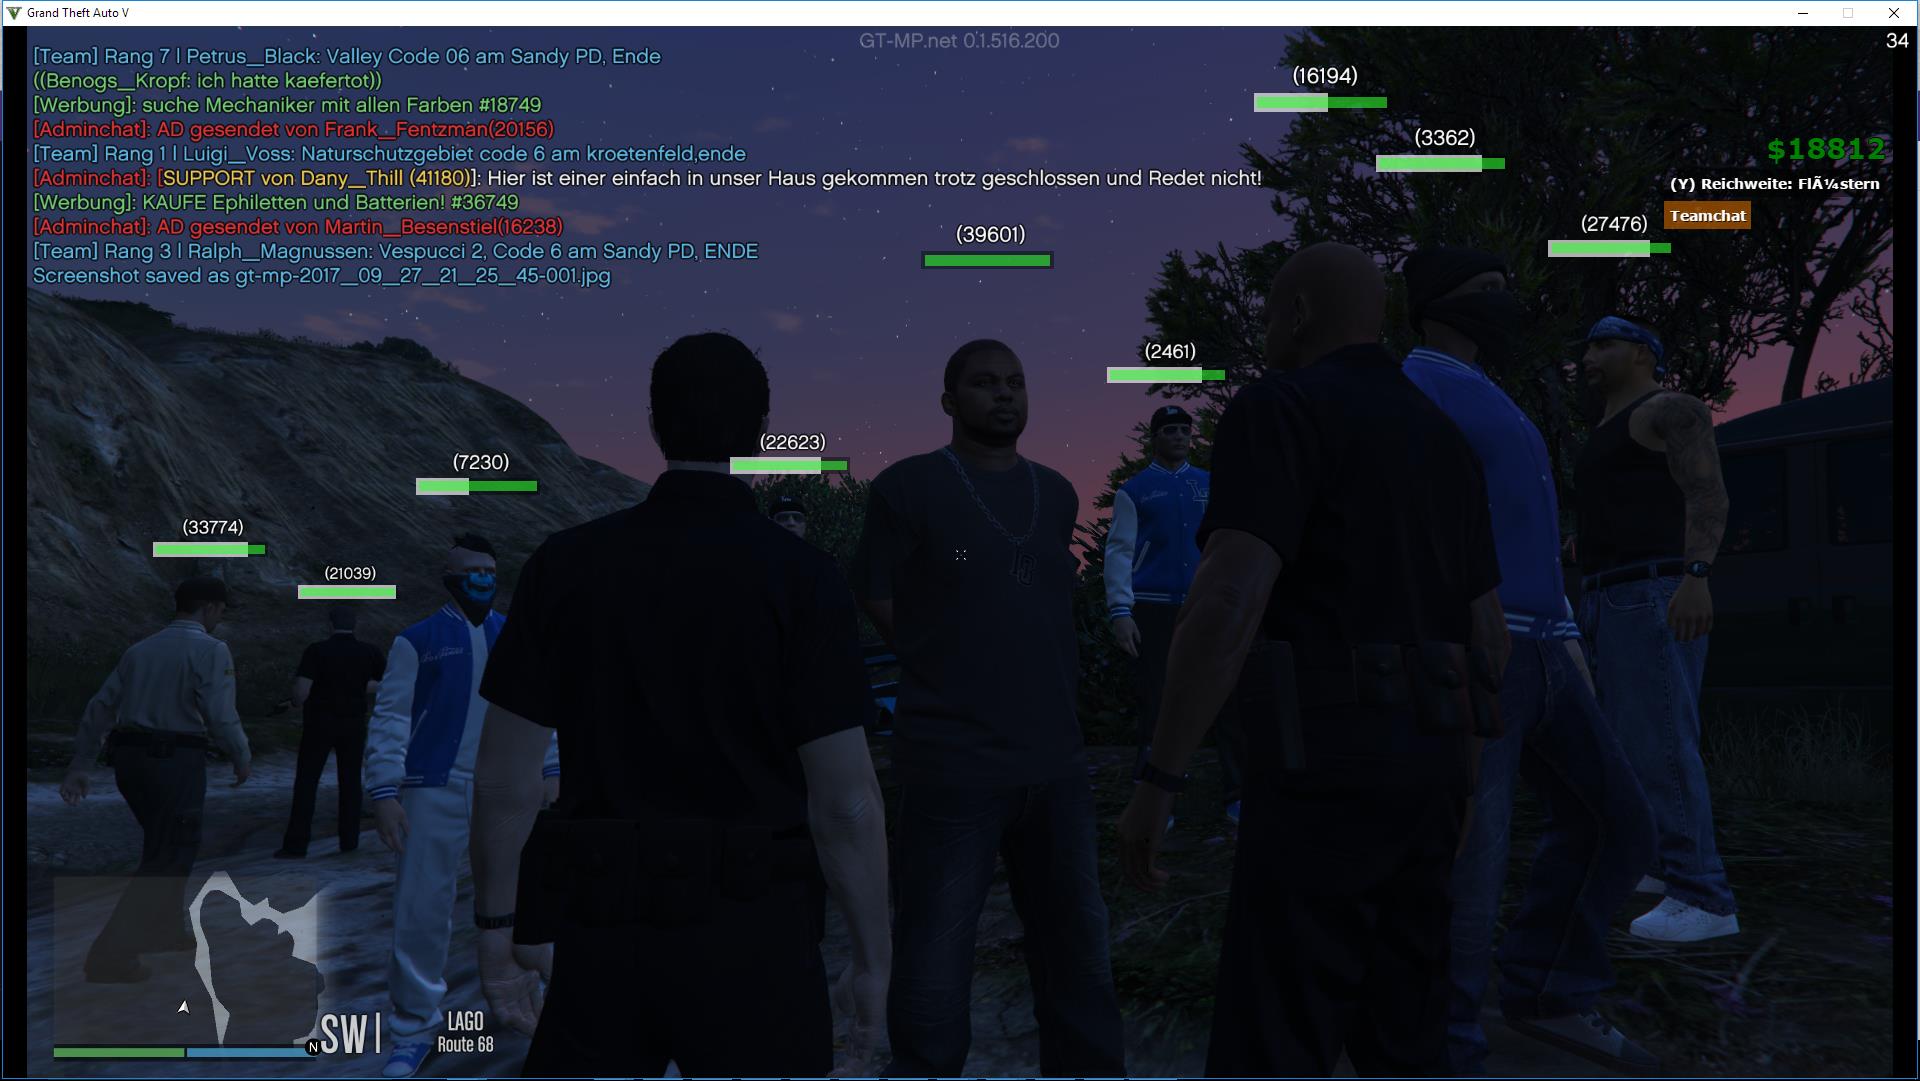 Grand Theft Auto V
GT-MP.net 0.1.516.200
34
[Team] Rang 7 | Petrus__Black: Valley Code 06 am Sandy PD, Ende
((Benogs__Kropf: ich hatte kaefertot))
[Werbung]: suche Mechaniker mit allen Farben #18749
[Adminchat]: AD gesendet von Frank__Fentzman(20156)
[Team] Rang 1 | Luigi__Voss: Naturschutzgebiet code 6 am kroetenfeld,ende
[Adminchat]: [SUPPORT von Dany__Thill (41180)]: Hier ist einer einfach in unser Haus gekommen trotz geschlossen und Redet nicht!
[Werbung]: KAUFE Ephiletten und Batterien! #36749
[Adminchat]: AD gesendet von Martin__Besenstiel(16238)
[Team] Rang 3 | Ralph__Magnussen: Vespucci 2, Code 6 am Sandy PD, ENDE
Screenshot saved as gt-mp-2017__09__27__21__25__45-001.jpg
(16194)
(3362)
$18812
(Y) Reichweite: FlÃ¼stern
Teamchat
(27476)
(39601)
(2461)
(22623)
(7230)
(33774)
(21039)
N
SW
LAGO
Route 68